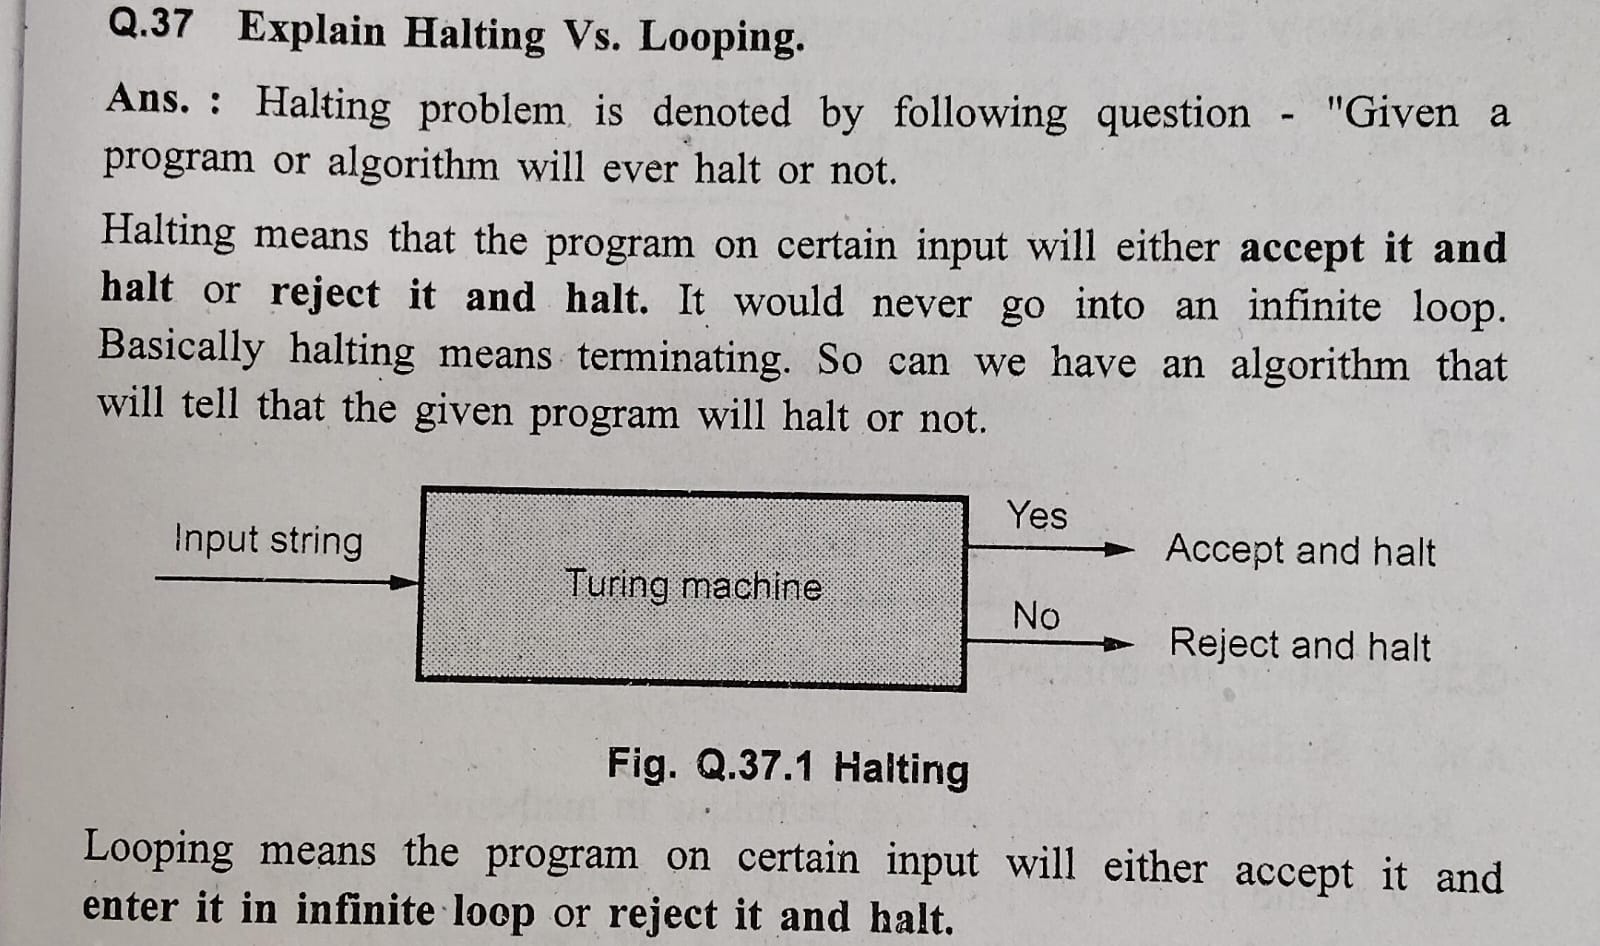 Q.37 Explain Halting Vs. Looping.
Ans. : Halting problem is denoted by following question - "Given a
program or algorithm will ever halt or not.
Halting means that the program on certain input will either accept it and
halt or reject it and halt. It would never go into an infinite loop.
Basically halting means terminating. So can we have an algorithm that
will tell that the given program will halt or not.
Input string
Turing machine
Yes
Accept and halt
No
Reject and halt
Fig. Q.37.1 Halting
Looping means the program on certain input will either accept it and
enter it in infinite loop or reject it and halt.